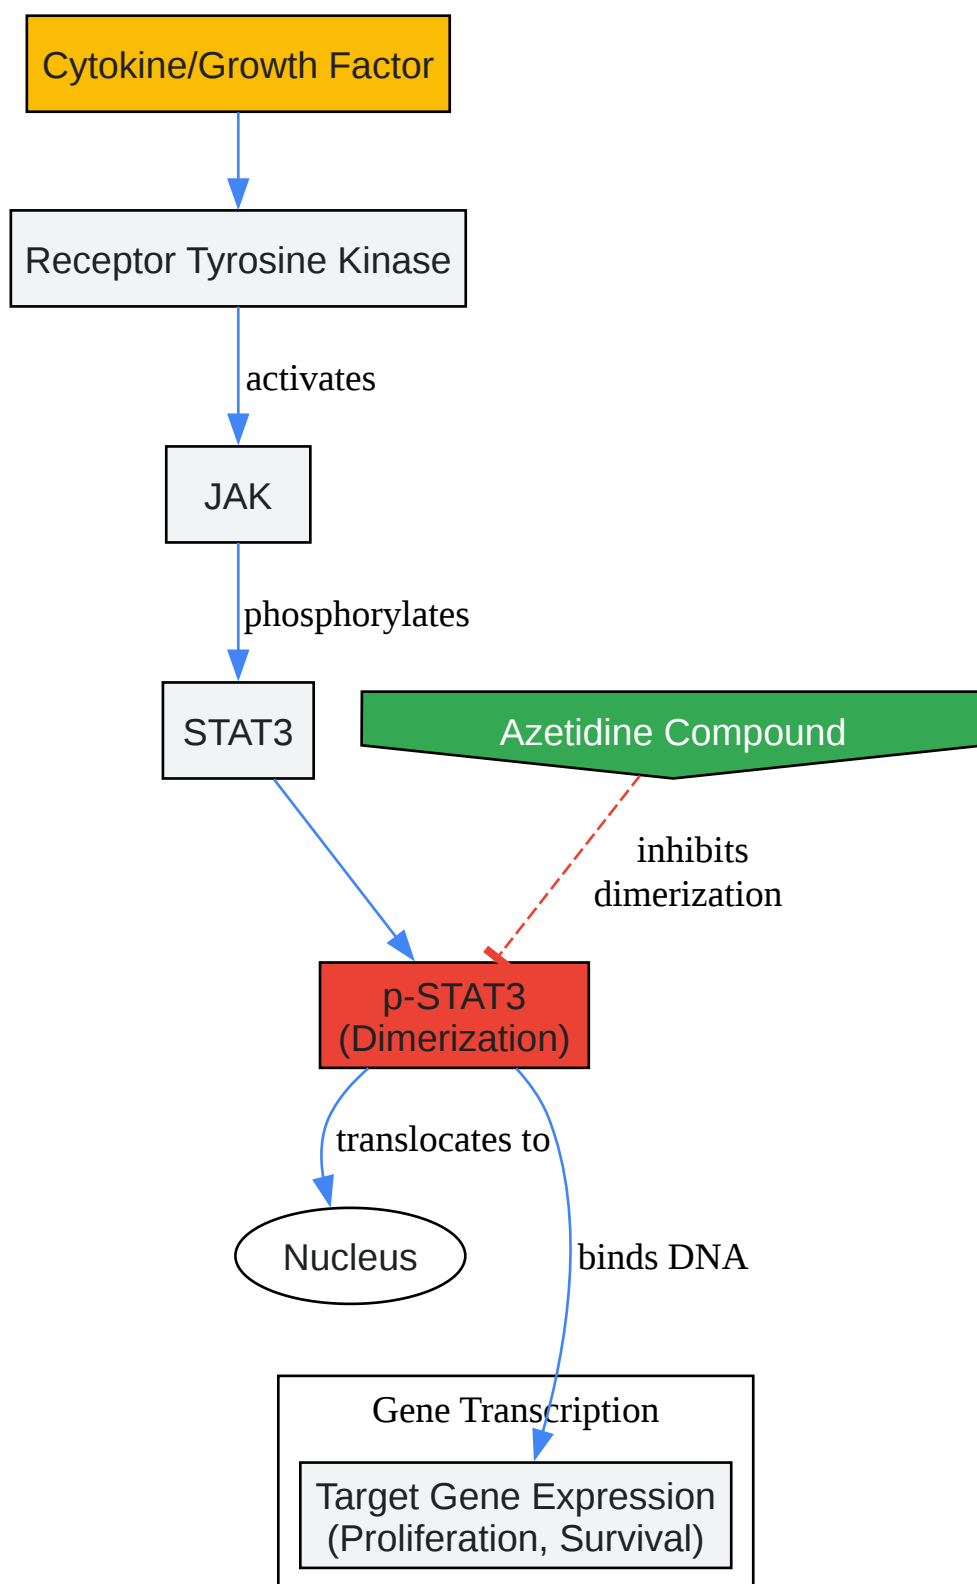 Cytokine/Growth Factor
Receptor Tyrosine Kinase
activates
JAK
phosphorylates
STAT3
Azetidine Compound
inhibits
dimerization
p-STAT3
(Dimerization)
translocates to
Nucleus
binds DNA
Gene Transcription
Target Gene Expression
(Proliferation, Survival)